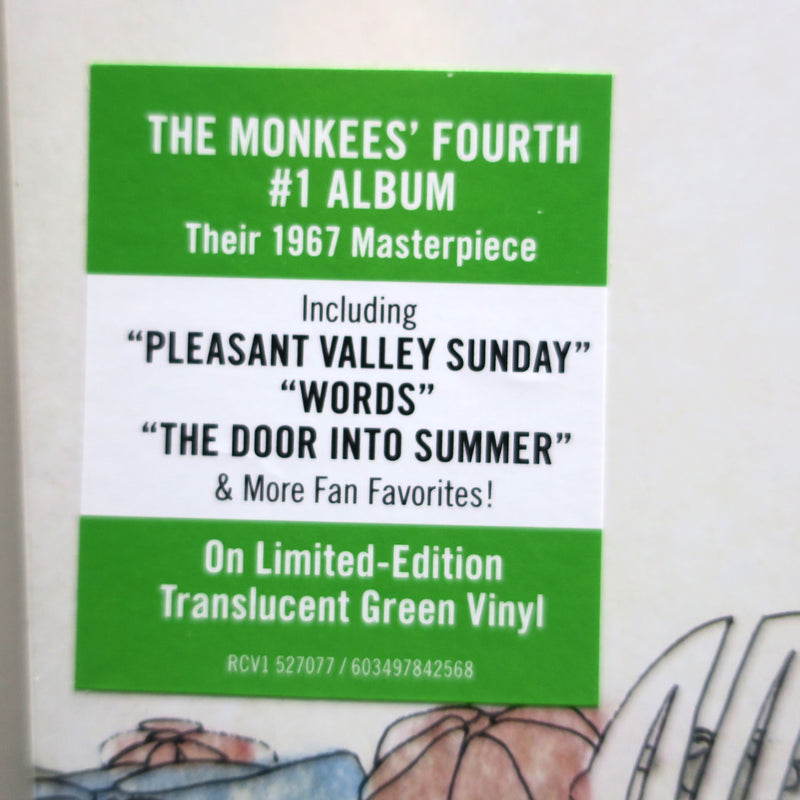 THE MONKEES’ FOURTH
#1 ALBUM
Their 1967 Masterpiece
Including
“PLEASANT VALLEY SUNDAY”
“WORDS”
“THE DOOR INTO SUMMER”
& More Fan Favorites!
On Limited-Edition
Translucent Green Vinyl
RCV1 527077 / 603497842568